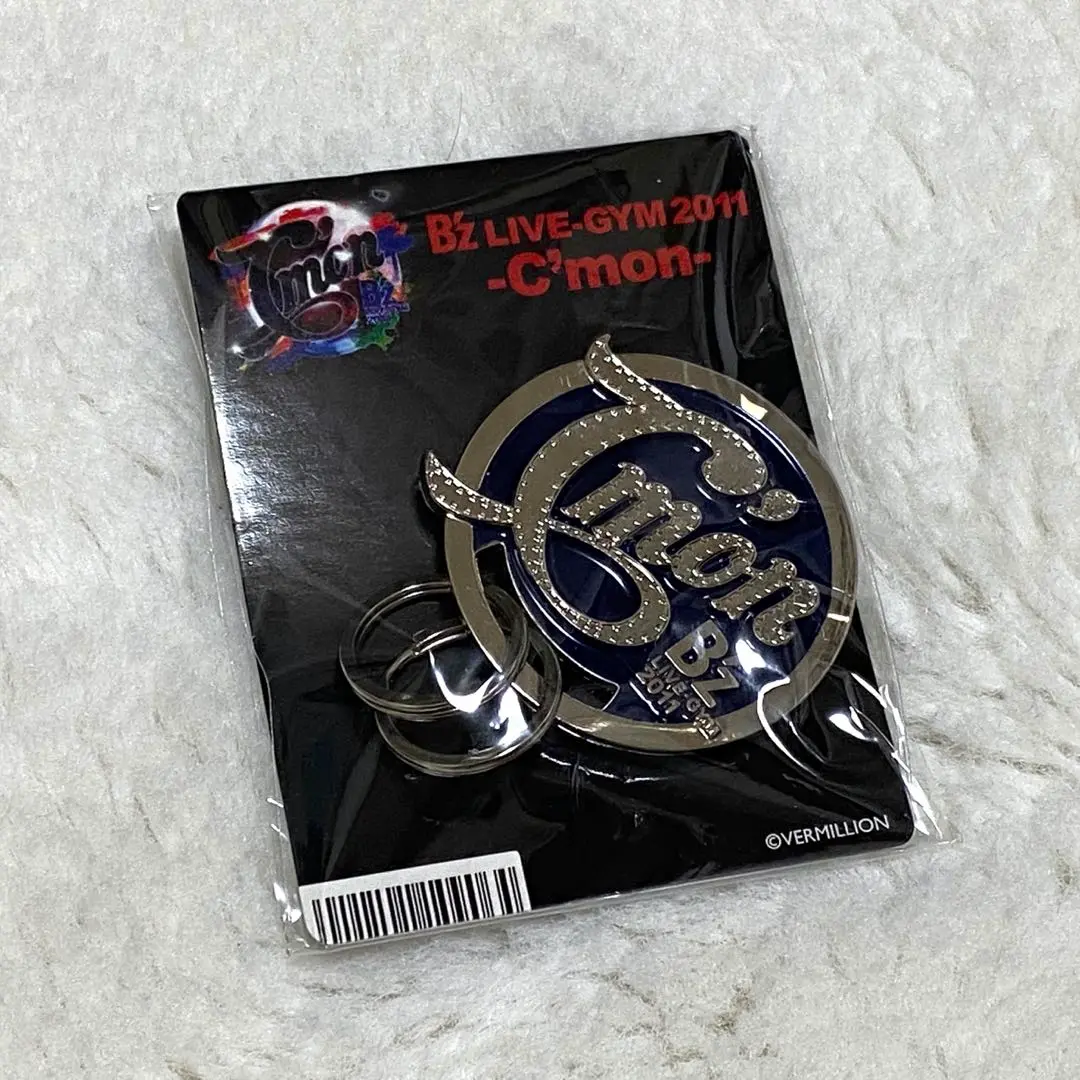 C'mon
B'z
B'z LIVE-GYM 2011
-C'mon-
C'mon
B'z
LIVE-GYM
2011
©VERMILLION